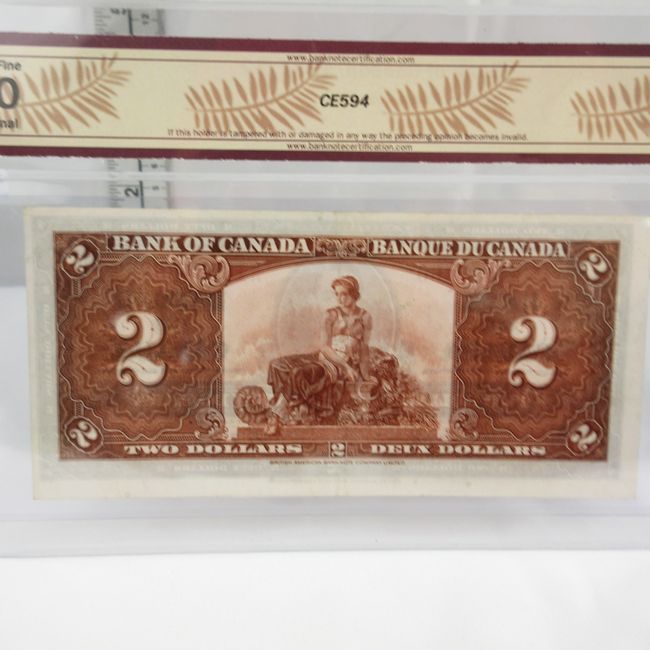 www.banknotecertification.com
Fine
0
nal
CE594
If this holder is tampered with or damaged in any way the preceding opinion becomes invalid.
www.banknotecertification.com
2
BANK OF CANADA BANQUE DU CANADA
2 2
2 2
2 2
TWO DOLLARS 2 DEUX DOLLARS
BRITISH AMERICAN BANK NOTE COMPANY LIMITED